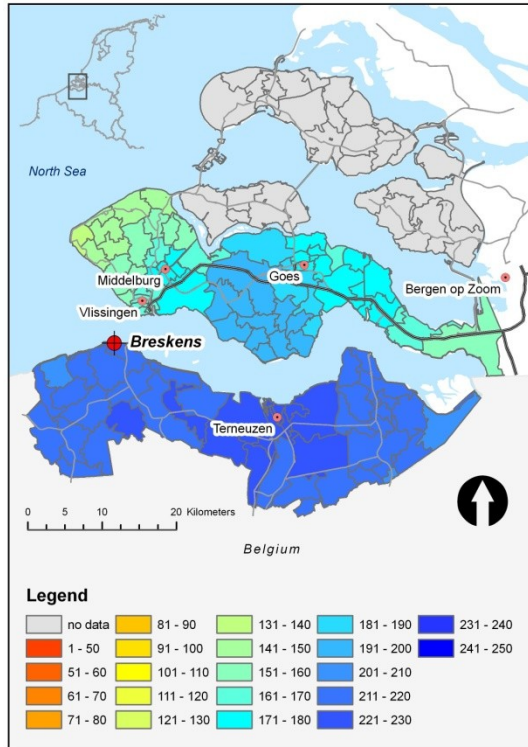 North Sea
Middelburg
Goes
Bergen op Zoom
Vlissingen
Breskens
Terneuzen
0 5 10 20 Kilometers
Belgium
Legend
no data
1 - 50
51 - 60
61 - 70
71 - 80
81 - 90
91 - 100
101 - 110
111 - 120
121 - 130
131 - 140
141 - 150
151 - 160
161 - 170
171 - 180
181 - 190
191 - 200
201 - 210
211 - 220
221 - 230
231 - 240
241 - 250